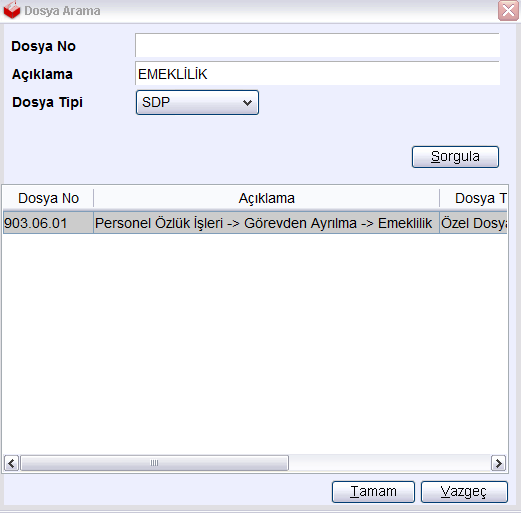 Dosya Arama
Dosya No
Açıklama EMEKLİLİK
Dosya Tipi SDP
Sorgula
Dosya No Açıklama Dosya T
903.06.01 Personel Özlük İşleri -> Görevden Ayrılma -> Emeklilik Özel Dosya
Tamam Vazgeç